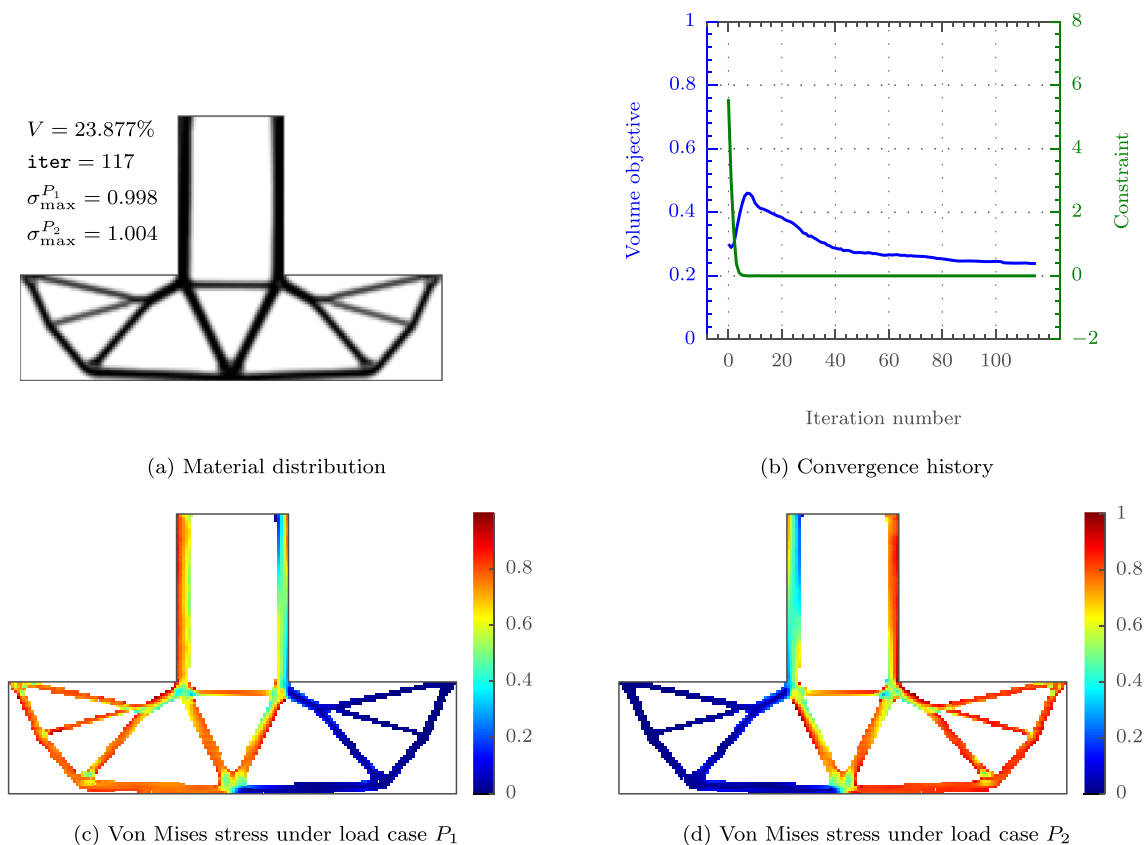 V = 23.877%
iter = 117
σ_max^{P_1} = 0.998
σ_max^{P_2} = 1.004
(a) Material distribution
1
0.8
0.6
0.4
0.2
0
Volume objective
8
6
4
2
0
−2
Constraint
0 20 40 60 80 100
Iteration number
(b) Convergence history
0.8
0.6
0.4
0.2
0
(c) Von Mises stress under load case P_1
1
0.8
0.6
0.4
0.2
0
(d) Von Mises stress under load case P_2